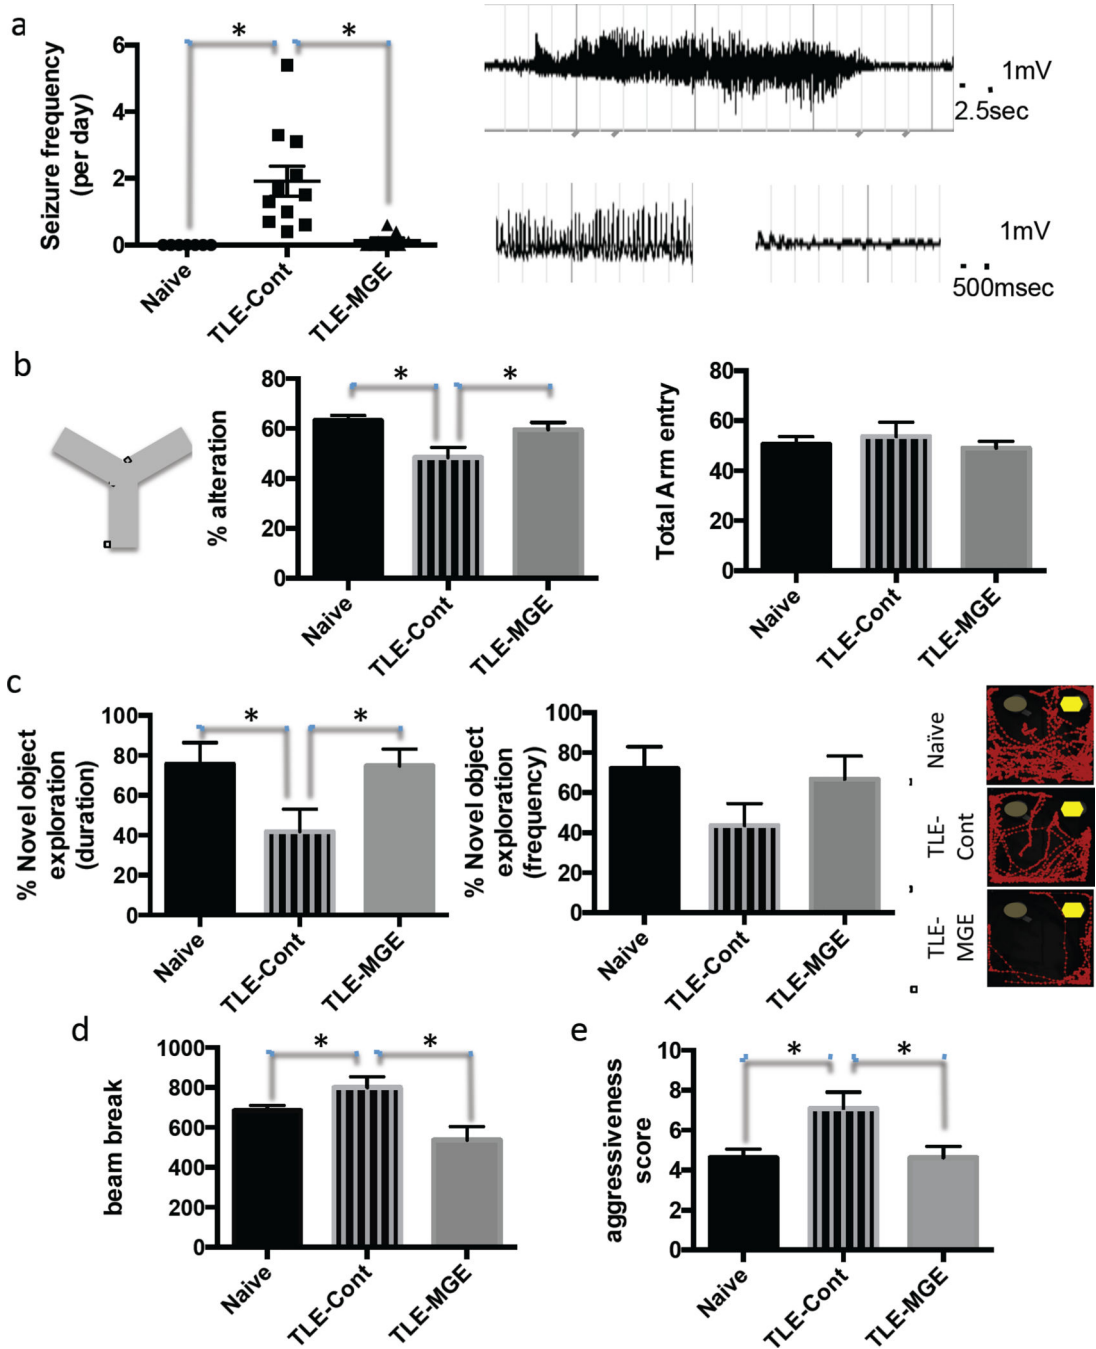 a
Seizure frequency
(per day)
6
4
2
0
*
*
Naive
TLE-Cont
TLE-MGE
1mV
2.5sec
1mV
500msec
b
% alteration
80
60
40
20
0
*
*
Naive
TLE-Cont
TLE-MGE
Total Arm entry
80
60
40
20
0
Naive
TLE-Cont
TLE-MGE
c
% Novel object
exploration
(duration)
100
80
60
40
20
0
*
*
Naive
TLE-Cont
TLE-MGE
% Novel object
exploration
(frequency)
100
80
60
40
20
0
Naive
TLE-Cont
TLE-MGE
Naïve
TLE-
Cont
TLE-
MGE
d
beam break
1000
800
600
400
200
0
*
*
Naive
TLE-Cont
TLE-MGE
e
aggressiveness
score
10
8
6
4
2
0
*
*
Naive
TLE-Cont
TLE-MGE